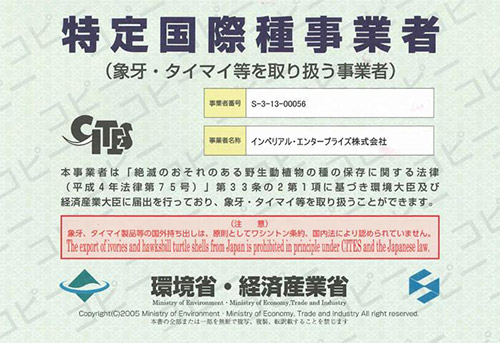 特定国際種事業者
（象牙・タイマイ等を取り扱う事業者）
事業者番号 S-3-13-00056
CITES
事業者名称 インペリアル・エンタープライズ株式会社
本事業者は「絶滅のおそれのある野生動植物の種の保存に関する法律
（平成4年法律第75号）」第33条の2第1項に基づき環境大臣及び
経済産業大臣に届出を行っており、象牙・タイマイ等を取り扱うことができます。
（注　意）
象牙、タイマイ製品等の国外持ち出しは、原則としてワシントン条約、国内法により認められていません。
The export of ivories and hawksbill turtle shells from Japan is prohibited in principle under CITES and the Japanese law.
環境省・経済産業省
Ministry of Environment・Ministry of Economy,Trade and Industry
Copyright(C)2005 Ministry of Environment・Ministry of Economy, Trade and Industry All right reserved.
本書の全部または一部を無断で複写、複製、転訳載することを禁じます
コピー